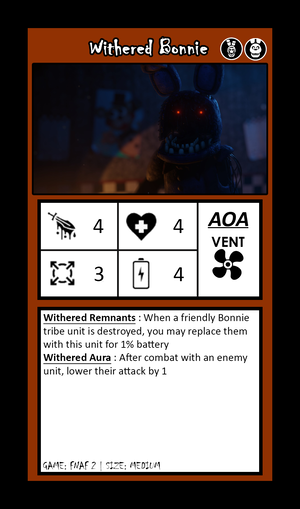 Withered Bonnie
4
4
AOA
VENT
3
4
Withered Remnants : When a friendly Bonnie
tribe unit is destroyed, you may replace them
with this unit for 1% battery
Withered Aura : After combat with an enemy
unit, lower their attack by 1
GAME: FNAF 2 | SIZE: MEDIUM